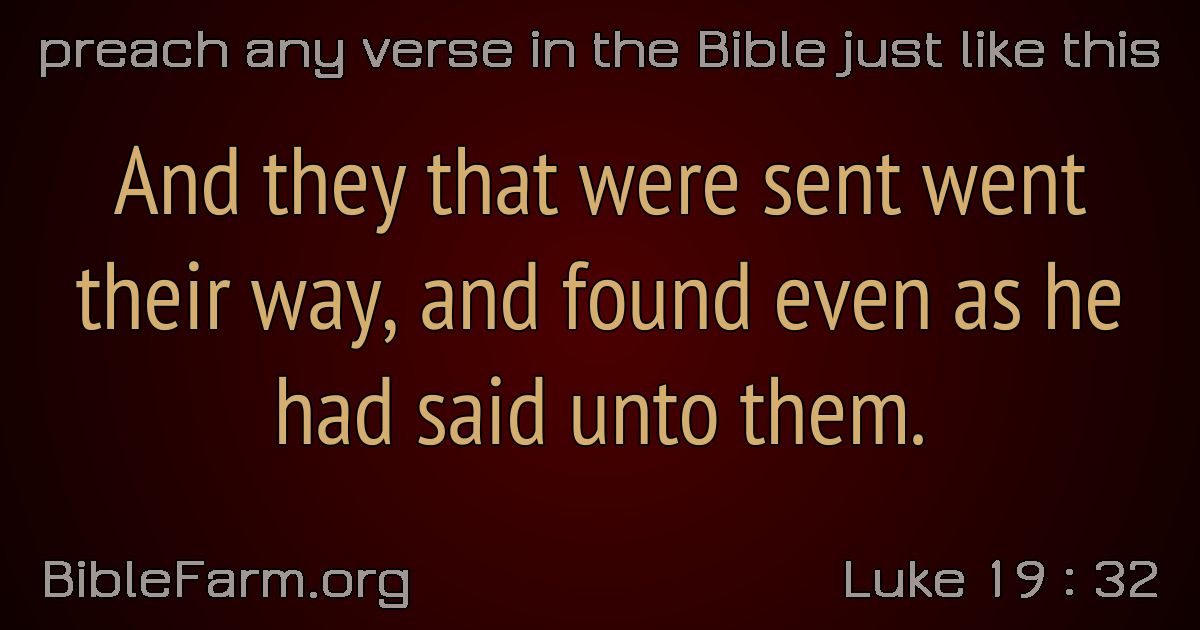 preach any verse in the Bible just like this
And they that were sent went
their way, and found even as he
had said unto them.
BibleFarm.org
Luke 19 : 32